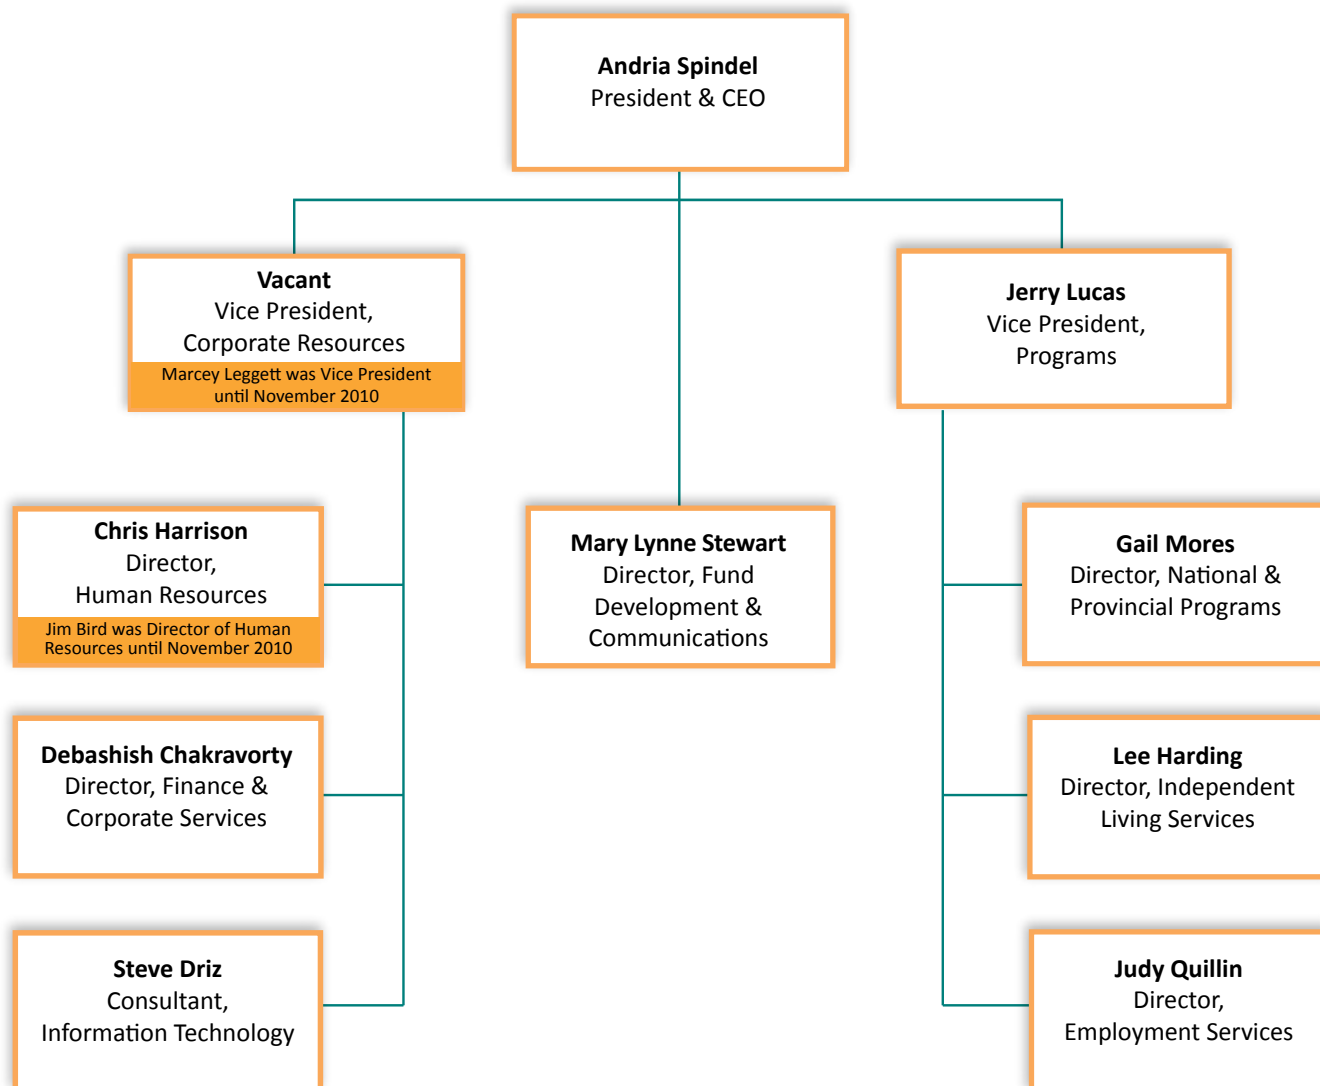 Andria Spindel
President & CEO
Vacant
Vice President,
Corporate Resources
Marcey Leggett was Vice President
until November 2010
Jerry Lucas
Vice President,
Programs
Chris Harrison
Director,
Human Resources
Jim Bird was Director of Human
Resources until November 2010
Mary Lynne Stewart
Director, Fund
Development &
Communications
Gail Mores
Director, National &
Provincial Programs
Debashish Chakravorty
Director, Finance &
Corporate Services
Lee Harding
Director, Independent
Living Services
Steve Driz
Consultant,
Information Technology
Judy Quillin
Director,
Employment Services